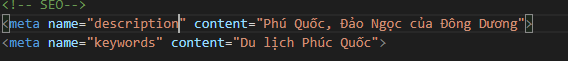 <!-- SEO-->
<meta name="description" content="Phú Quốc, Đảo Ngọc của Đông Dương">
<meta name="keywords" content="Du lịch Phúc Quốc">